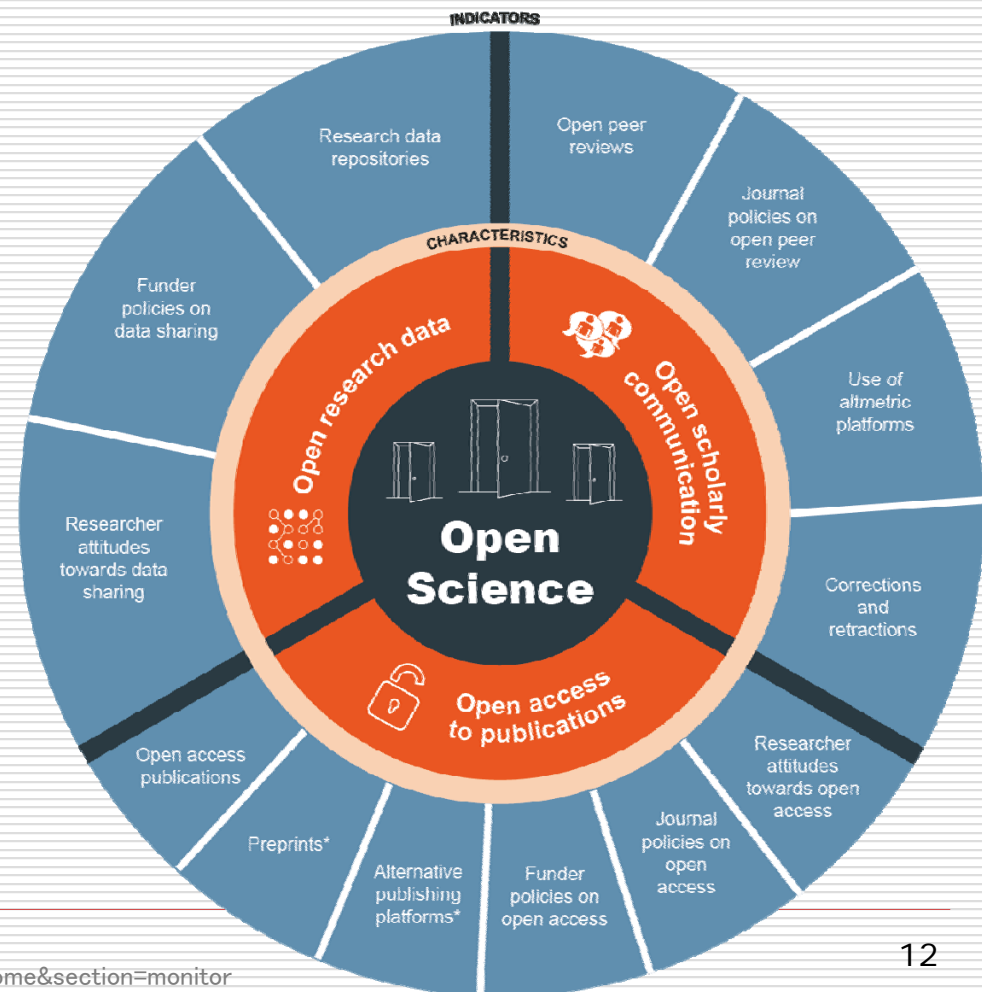 INDICATORS
Research data
repositories
Open peer
reviews
Journal
policies on
open peer
review
Use of
altmetric
platforms
Corrections
and
retractions
Researcher
attitudes
towards open
access
Journal
policies on
open
access
Funder
policies on
open access
Alternative
publishing
platforms*
Preprints*
Open access
publications
Researcher
attitudes
towards data
sharing
Funder
policies on
data sharing
CHARACTERISTICS
Open research data
Open scholarly
communication
Open access
to publications
Open
Science
12
ome&section=monitor